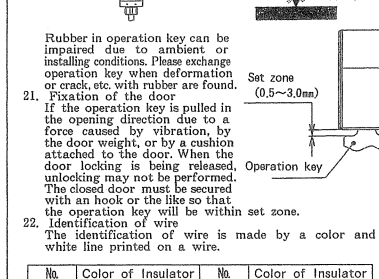 Rubber in operation key can be
impaired due to ambient or
installing conditions. Please exchange
operation key when deformation
or crack, etc. with rubber are found.
Set zone
(0,5～3,0mm)
21. Fixation of the door
If the operation key is pulled in
the opening direction due to a
force caused by vibration, by
the door weight, or by a cushion
attached to the door. When the
door locking is being released,
unlocking may not be performed.
The closed door must be secured
with an hook or the like so that
the operation key will be within set zone.
Operation key
22. Identification of wire
The identification of wire is made by a color and
white line printed on a wire.
No. Color of Insulator No. Color of Insulator